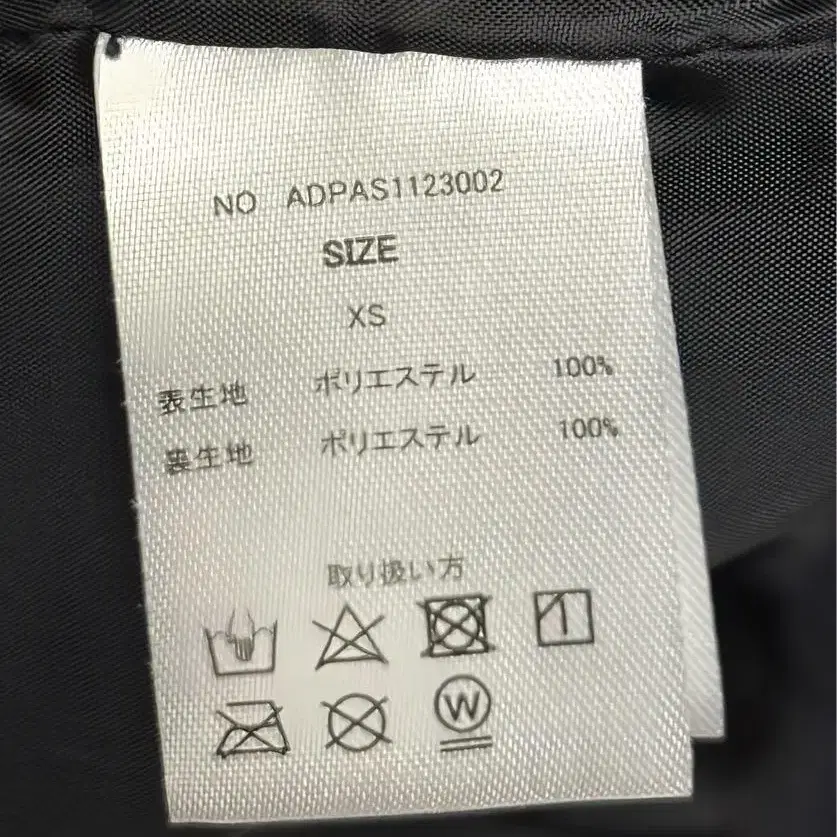 NO ADPAS1123002
SIZE
XS
表生地 ポリエステル 100%
裏生地 ポリエステル 100%
取り扱い方
W